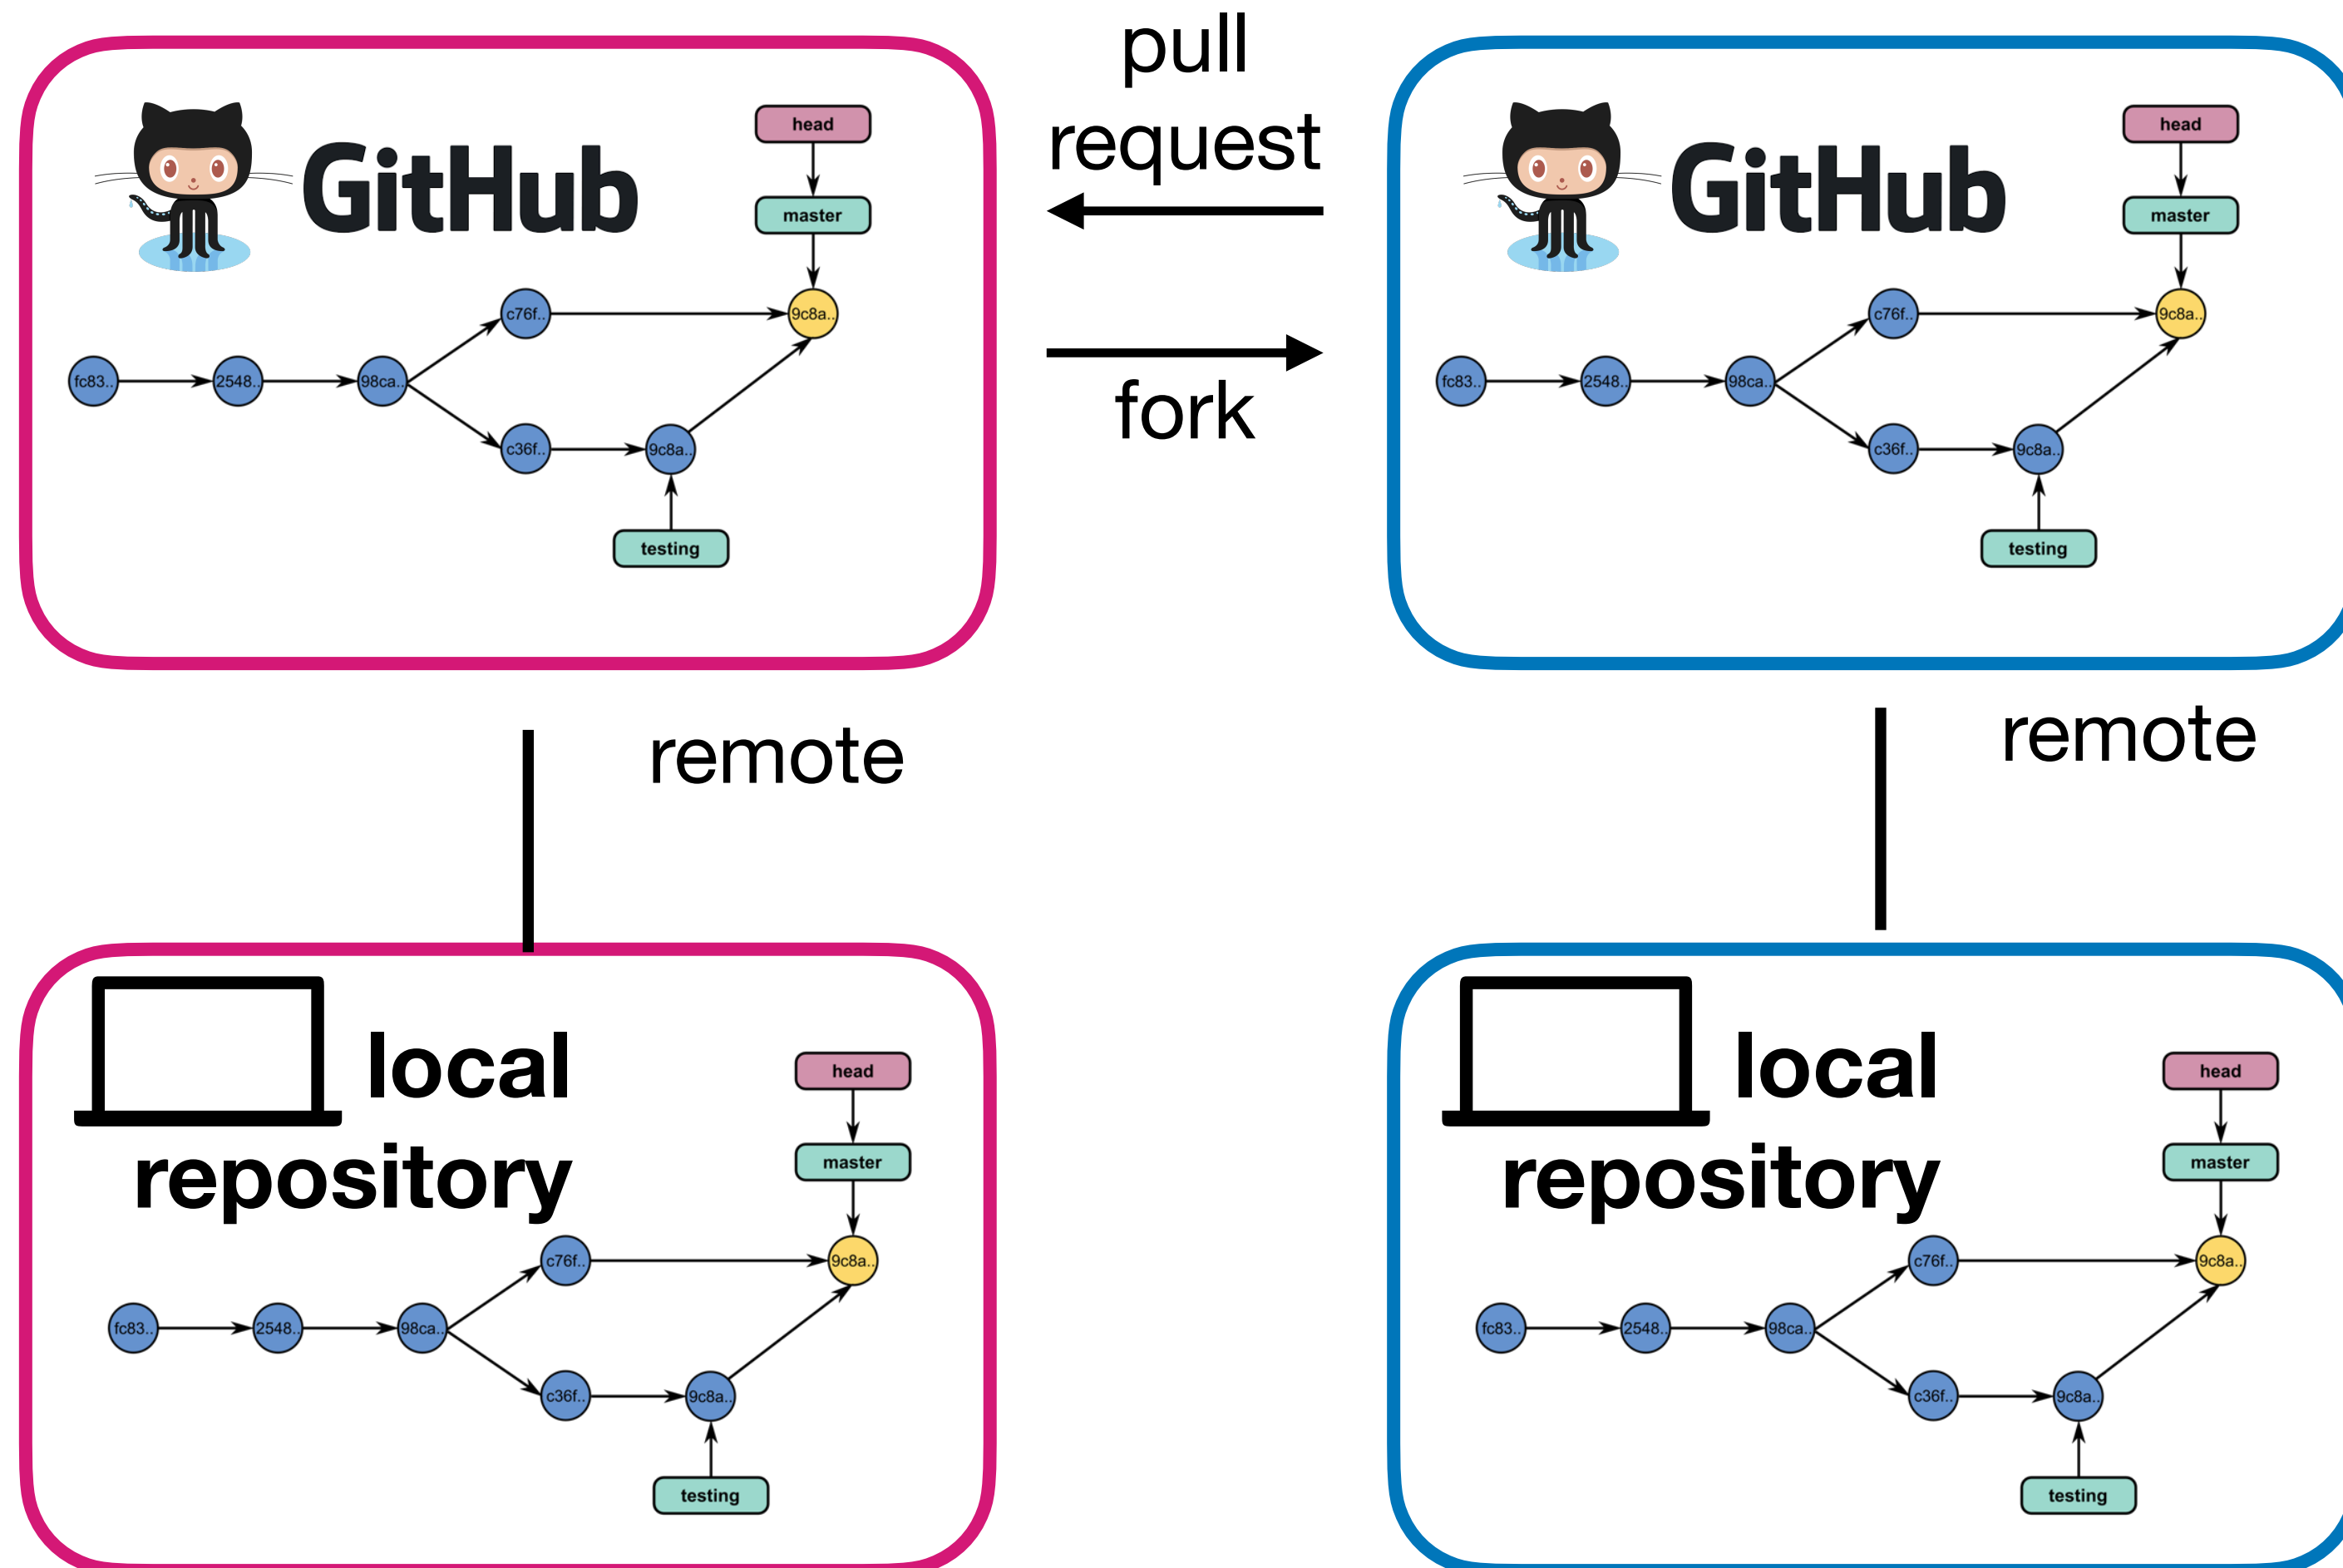 pull
request
fork
GitHub
head
master
c76f..
9c8a..
fc83..
2548..
98ca..
c36f..
9c8a..
testing
GitHub
head
master
c76f..
9c8a..
fc83..
2548..
98ca..
c36f..
9c8a..
testing
remote
remote
local
repository
head
master
c76f..
9c8a..
fc83..
2548..
98ca..
c36f..
9c8a..
testing
local
repository
head
master
c76f..
9c8a..
fc83..
2548..
98ca..
c36f..
9c8a..
testing